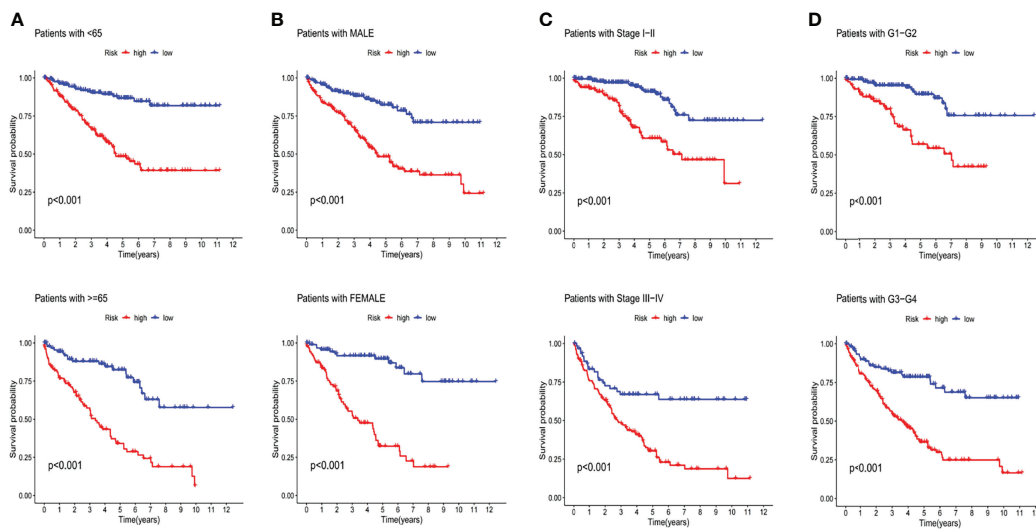 A
Patients with <65
Risk high low
Survival probability
1.00
0.75
0.50
0.25
0.00
p<0.001
0 1 2 3 4 5 6 7 8 9 10 11 12
Time(years)
B
Patients with MALE
Risk high low
Survival probability
1.00
0.75
0.50
0.25
0.00
p<0.001
0 1 2 3 4 5 6 7 8 9 10 11 12
Time(years)
C
Patients with Stage I-II
Risk high low
Survival probability
1.00
0.75
0.50
0.25
0.00
p<0.001
0 1 2 3 4 5 6 7 8 9 10 11 12
Time(years)
D
Patients with G1-G2
Risk high low
Survival probability
1.00
0.75
0.50
0.25
0.00
p<0.001
0 1 2 3 4 5 6 7 8 9 10 11 12
Time(years)
Patients with >=65
Risk high low
Survival probability
1.00
0.75
0.50
0.25
0.00
p<0.001
0 1 2 3 4 5 6 7 8 9 10 11 12
Time(years)
Patients with FEMALE
Risk high low
Survival probability
1.00
0.75
0.50
0.25
0.00
p<0.001
0 1 2 3 4 5 6 7 8 9 10 11 12
Time(years)
Patients with Stage III-IV
Risk high low
Survival probability
1.00
0.75
0.50
0.25
0.00
p<0.001
0 1 2 3 4 5 6 7 8 9 10 11 12
Time(years)
Patients with G3-G4
Risk high low
Survival probability
1.00
0.75
0.50
0.25
0.00
p<0.001
0 1 2 3 4 5 6 7 8 9 10 11 12
Time(years)